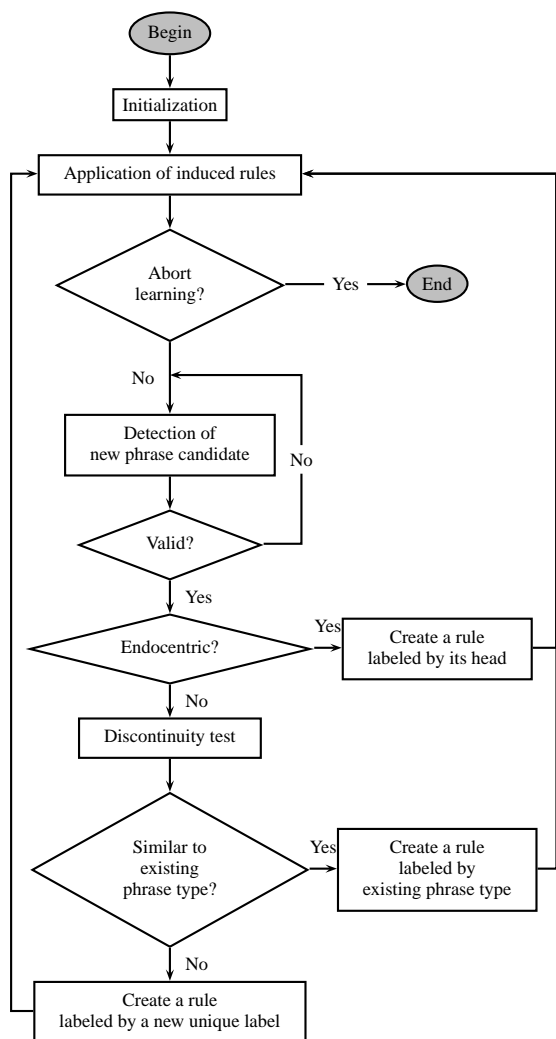 Begin
Initialization
Application of induced rules
Abort
learning?
Yes
End
No
Detection of
new phrase candidate
No
Valid?
Yes
Endocentric?
Yes
Create a rule
labeled by its head
No
Discontinuity test
Similar to
existing
phrase type?
Yes
Create a rule
labeled by
existing phrase type
No
Create a rule
labeled by a new unique label